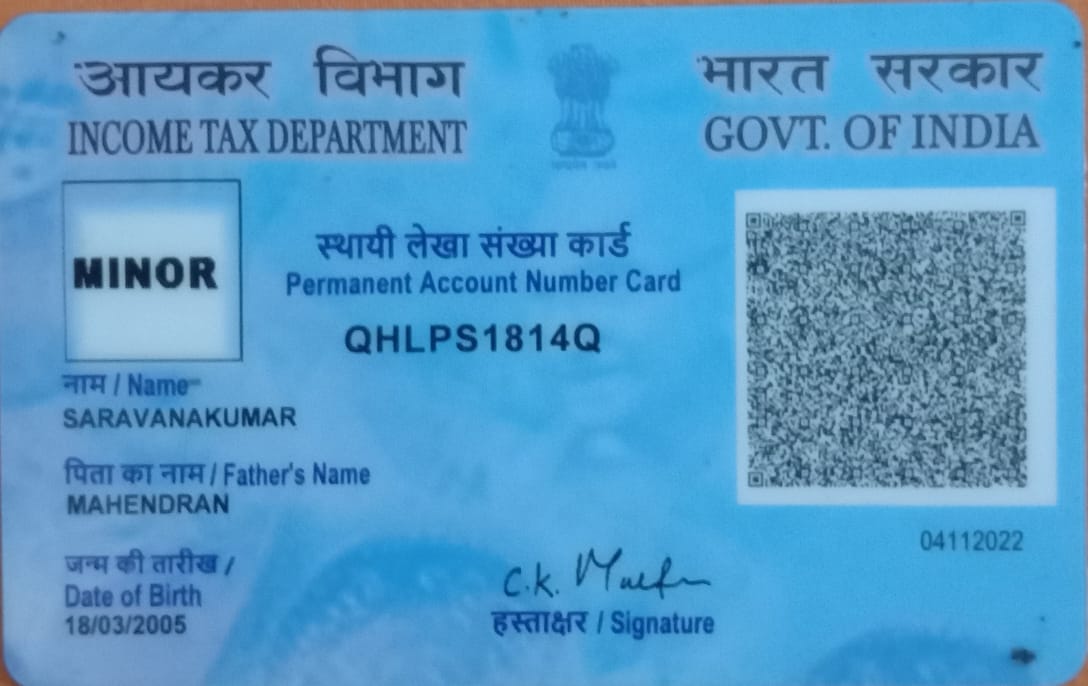 आयकर विभाग
INCOME TAX DEPARTMENT
भारत सरकार
GOVT. OF INDIA
MINOR
स्थायी लेखा संख्या कार्ड
Permanent Account Number Card
QHLPS1814Q
नाम / Name
SARAVANAKUMAR
पिता का नाम / Father's Name
MAHENDRAN
जन्म की तारीख /
Date of Birth
18/03/2005
C.K.
हस्ताक्षर / Signature
04112022